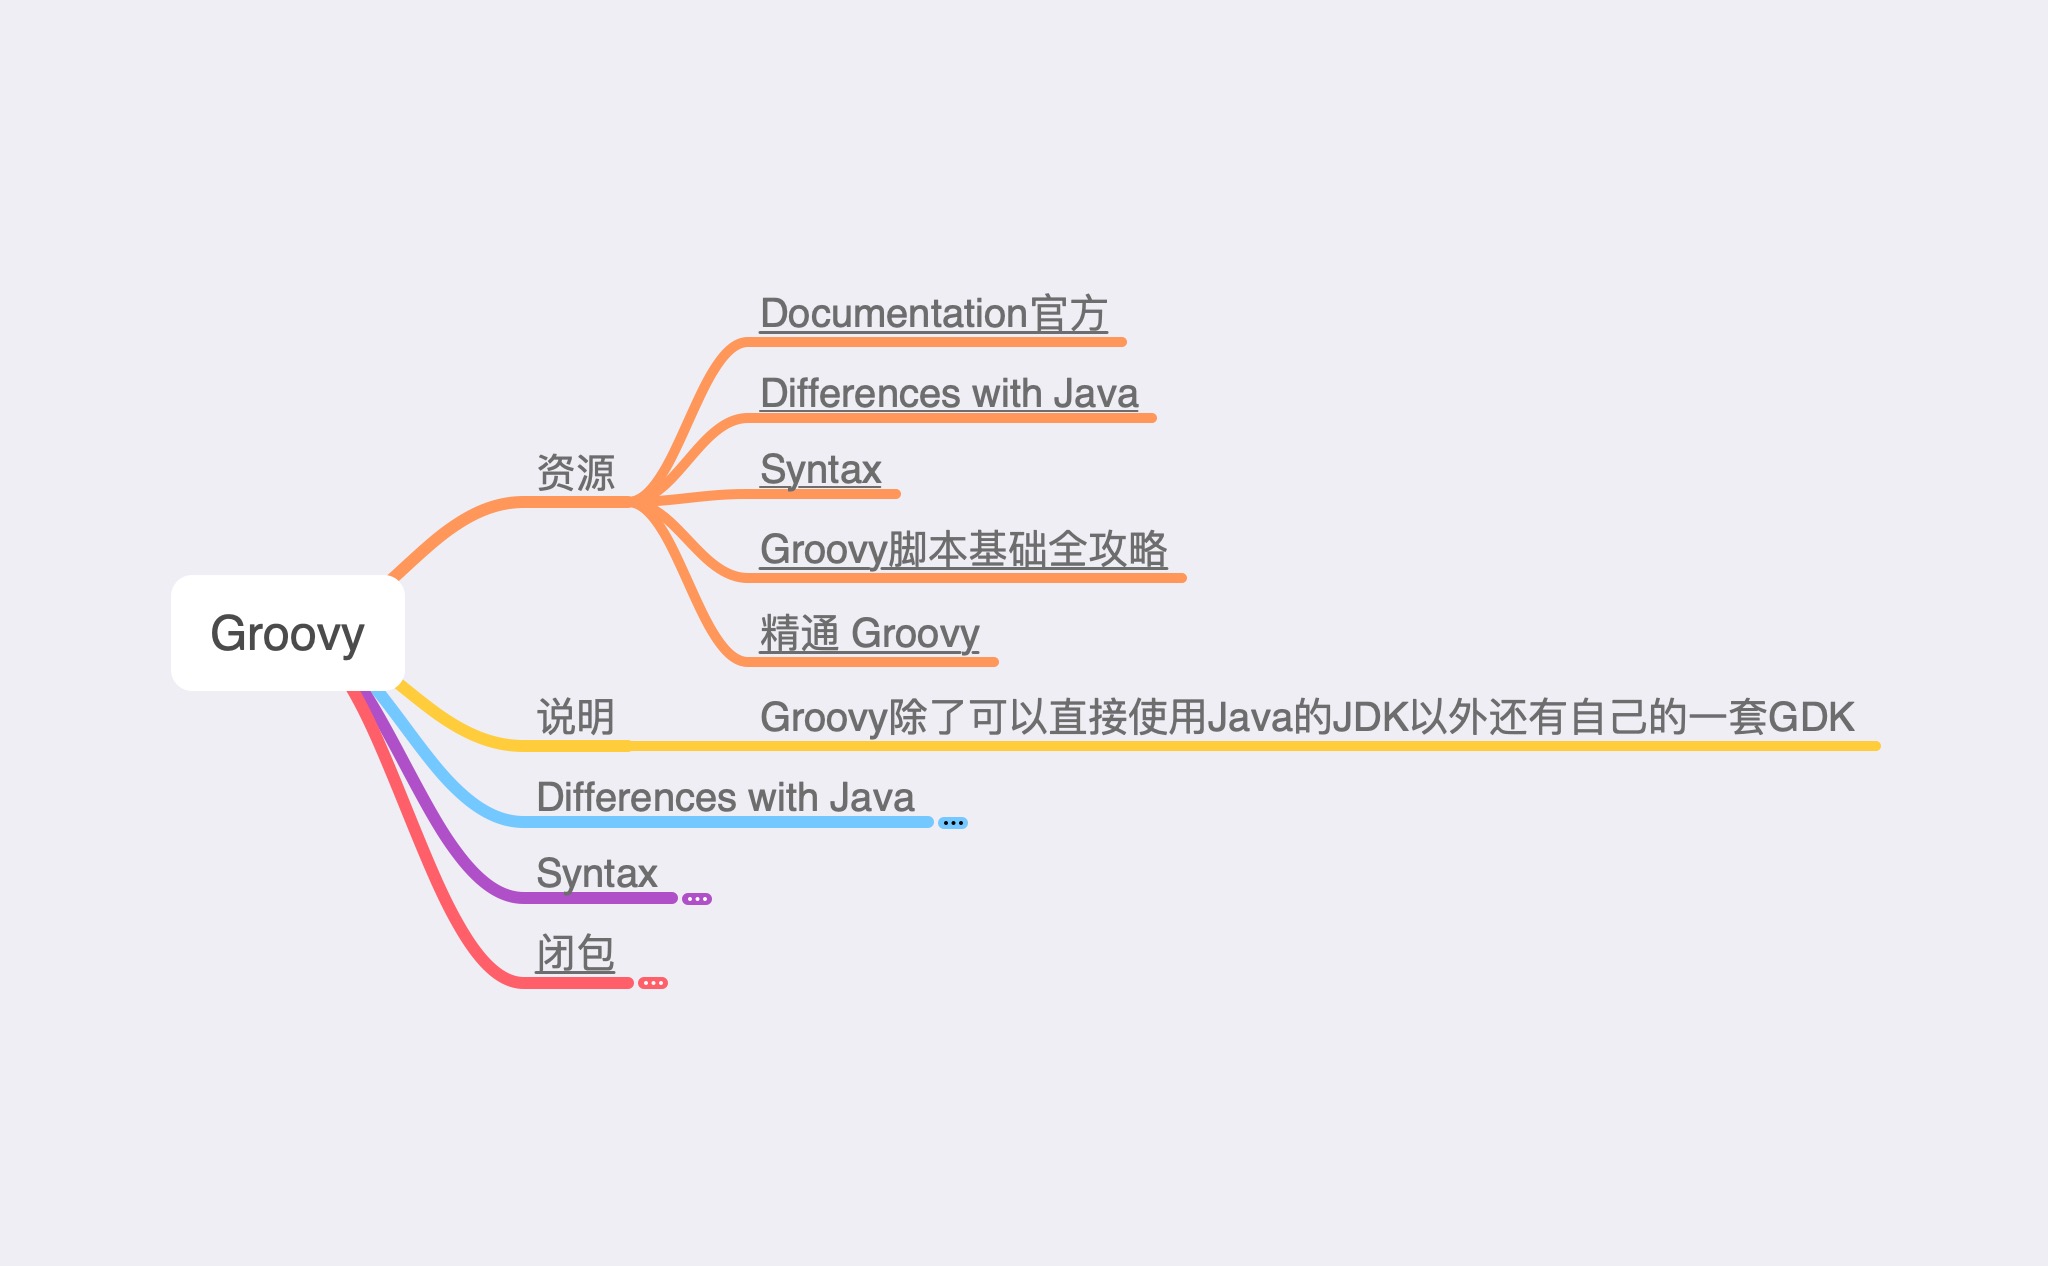 Groovy
资源
Documentation官方
Differences with Java
Syntax
Groovy脚本基础全攻略
精通 Groovy
说明
Groovy除了可以直接使用Java的JDK以外还有自己的一套GDK
Differences with Java
Syntax
闭包